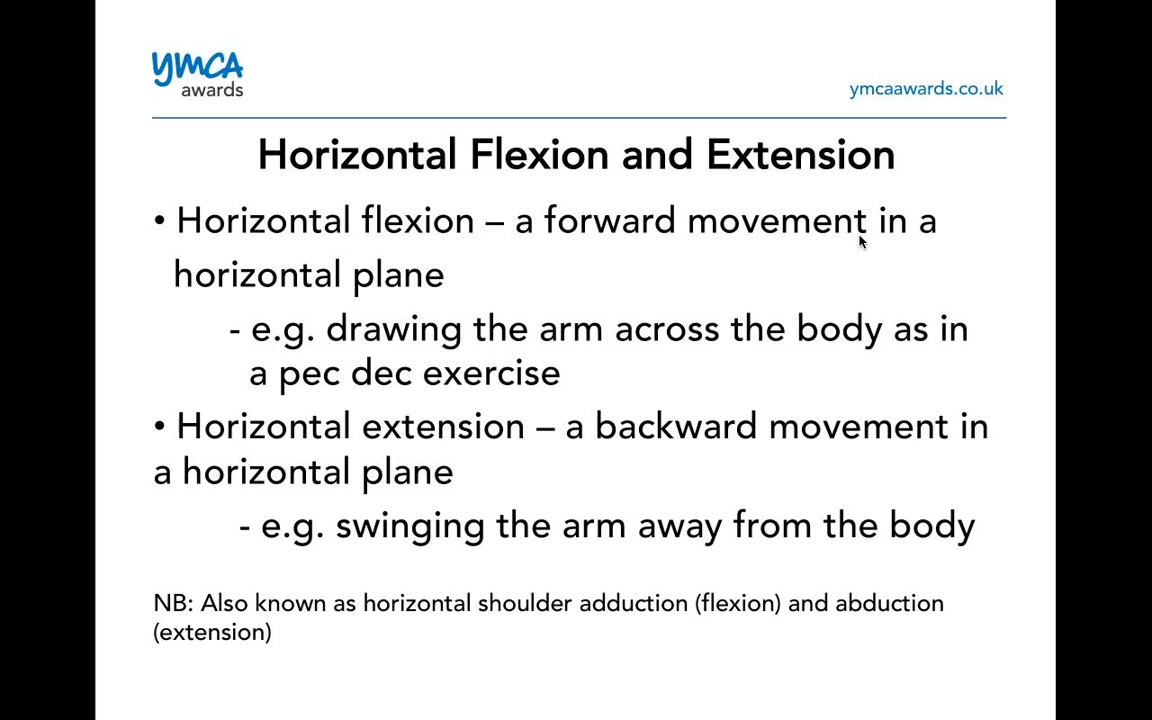 ymca
awards
ymcaawards.co.uk
Horizontal Flexion and Extension
• Horizontal flexion – a forward movement in a
horizontal plane
- e.g. drawing the arm across the body as in
a pec dec exercise
• Horizontal extension – a backward movement in
a horizontal plane
- e.g. swinging the arm away from the body
NB: Also known as horizontal shoulder adduction (flexion) and abduction
(extension)